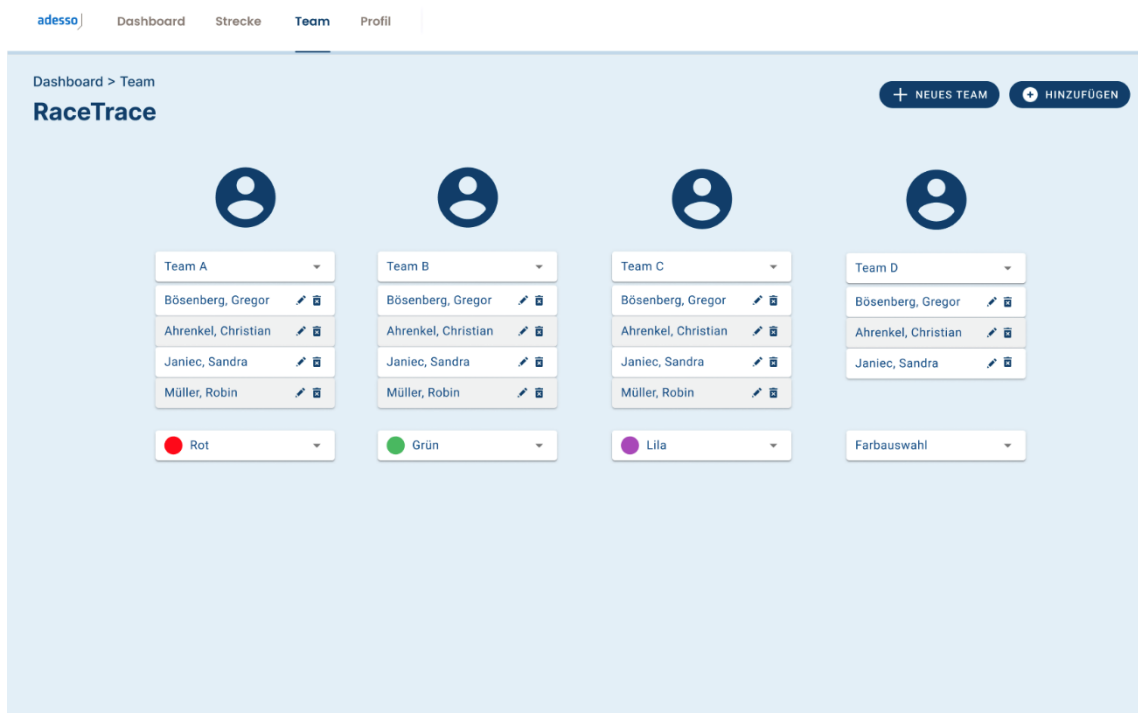 adesso Dashboard Strecke Team Profil
Dashboard > Team
RaceTrace
NEUES TEAM
HINZUFÜGEN
Team A
Bösenberg, Gregor
Ahrenkel, Christian
Janiec, Sandra
Müller, Robin
Rot
Team B
Bösenberg, Gregor
Ahrenkel, Christian
Janiec, Sandra
Müller, Robin
Grün
Team C
Bösenberg, Gregor
Ahrenkel, Christian
Janiec, Sandra
Müller, Robin
Lila
Team D
Bösenberg, Gregor
Ahrenkel, Christian
Janiec, Sandra
Farbauswahl